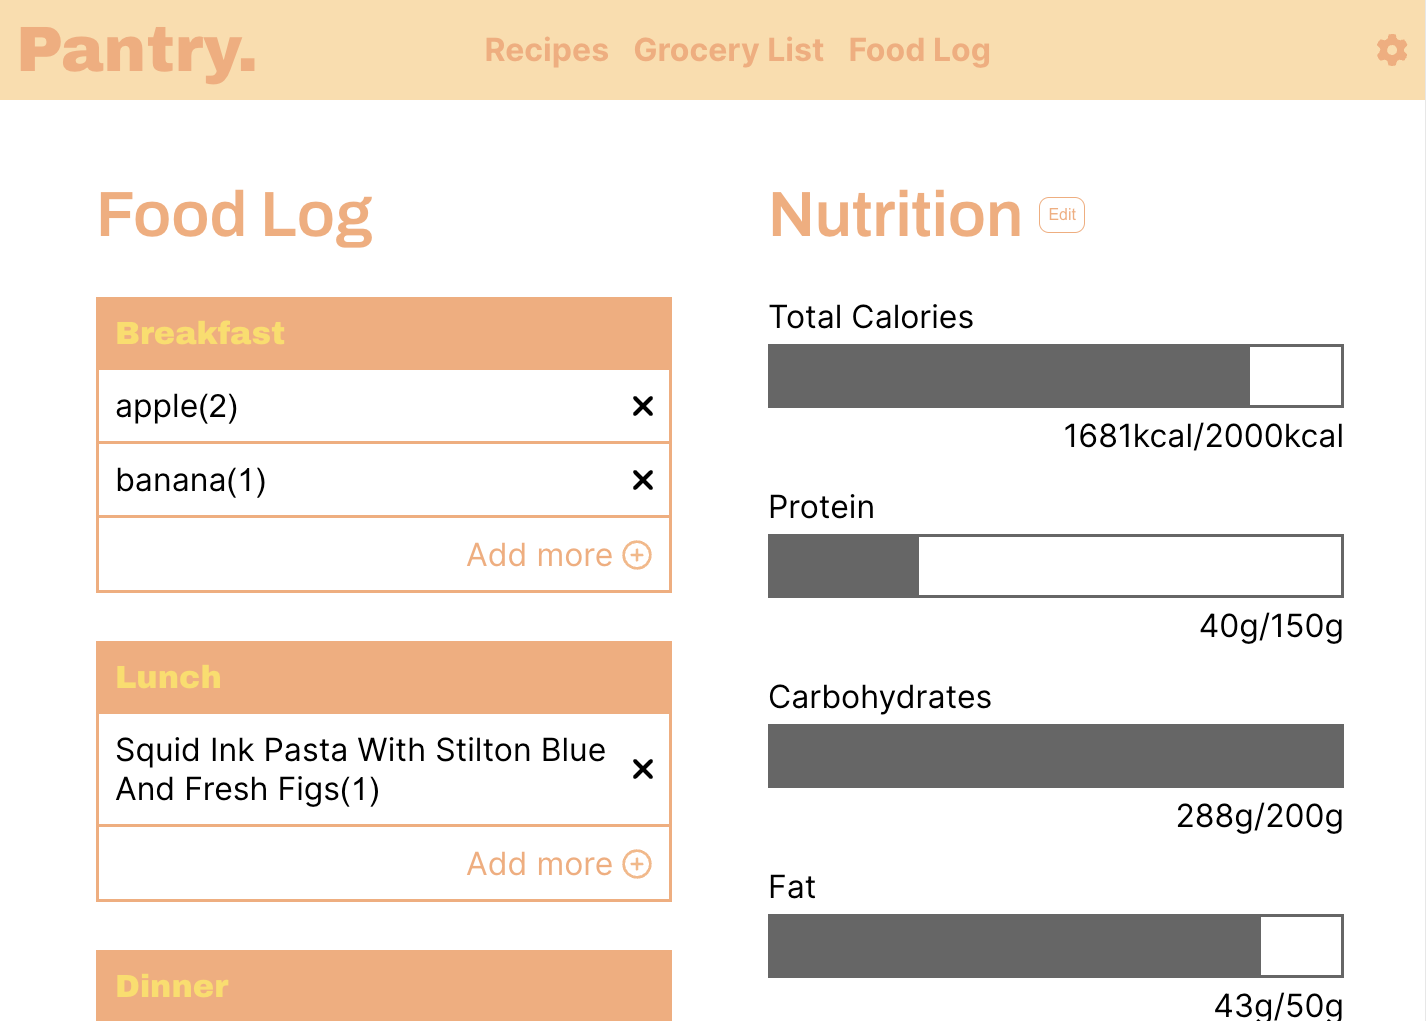 Pantry.
Recipes
Grocery List
Food Log
Food Log
Breakfast
apple(2)
banana(1)
Add more
Lunch
Squid Ink Pasta With Stilton Blue
And Fresh Figs(1)
Add more
Dinner
Nutrition
Edit
Total Calories
1681kcal/2000kcal
Protein
40g/150g
Carbohydrates
288g/200g
Fat
43g/50g